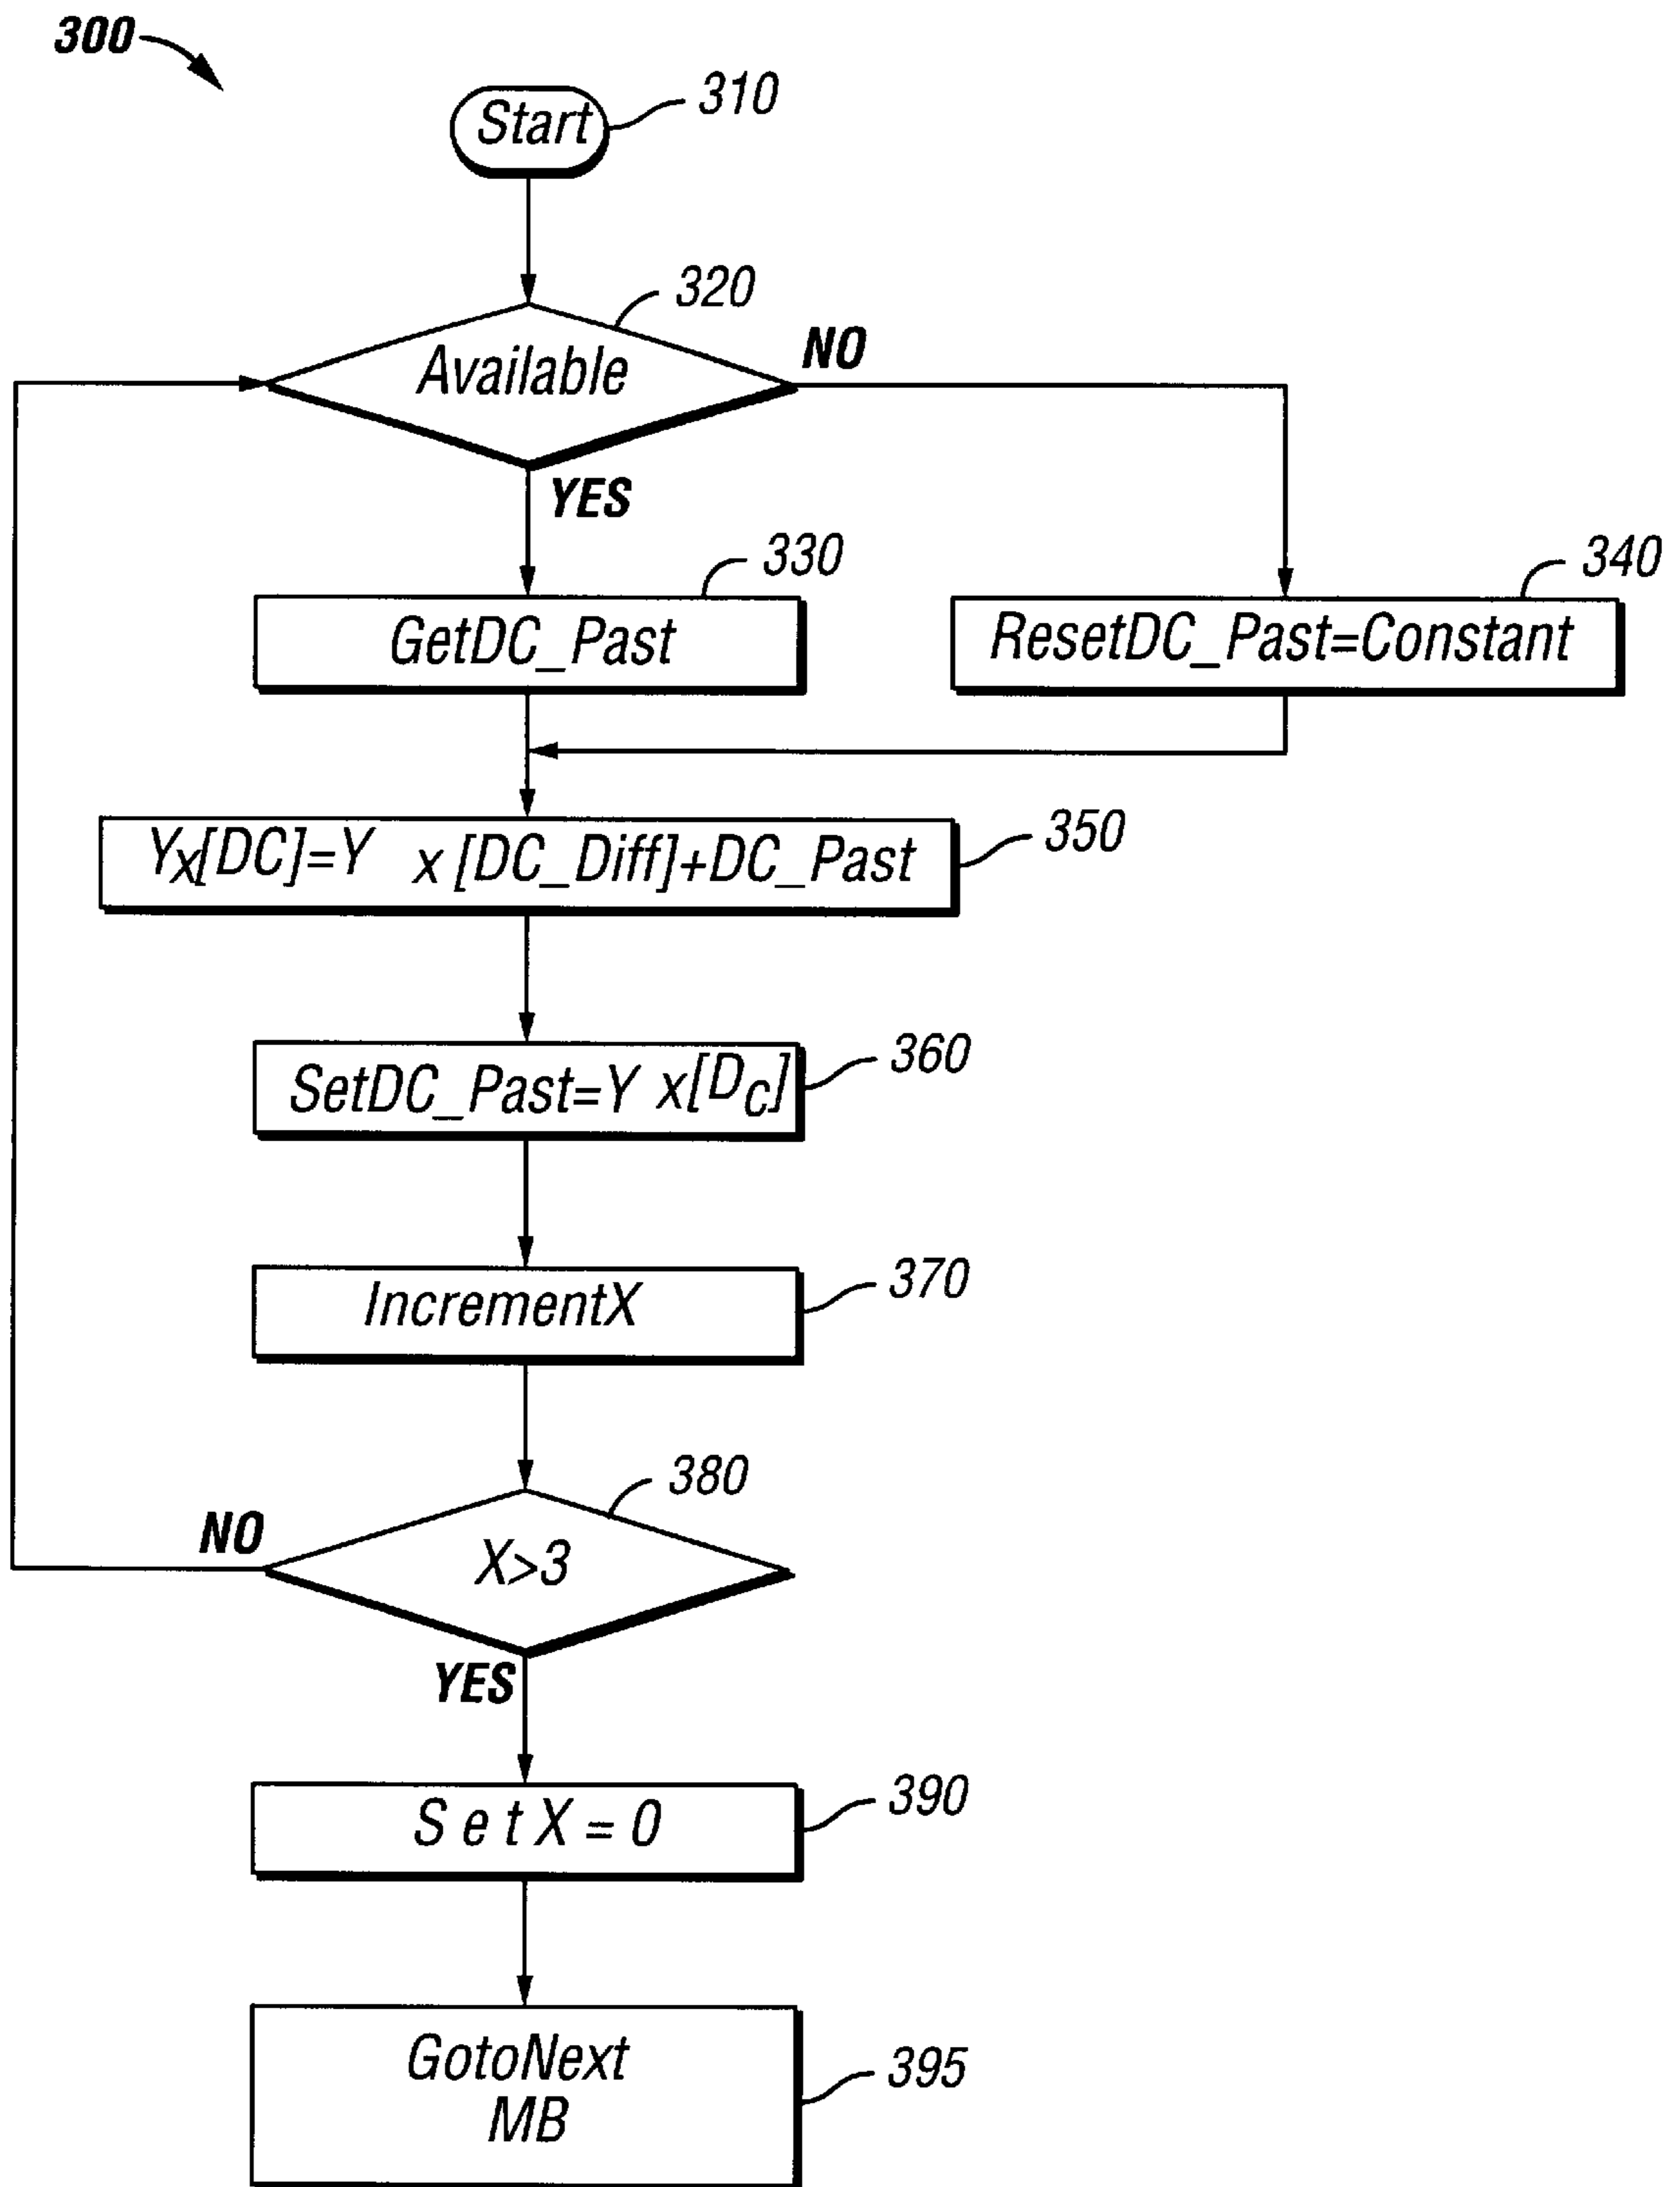 300
Start
310
320
Available
NO
YES
330
340
GetDC_Past
ResetDC_Past=Constant
350
Yx[DC]=Y x [DC_Diff]+DC_Past
360
SetDC_Past=Y x[Dc]
370
IncrementX
380
NO
X>3
YES
390
S e t X = 0
GotoNext
MB
395